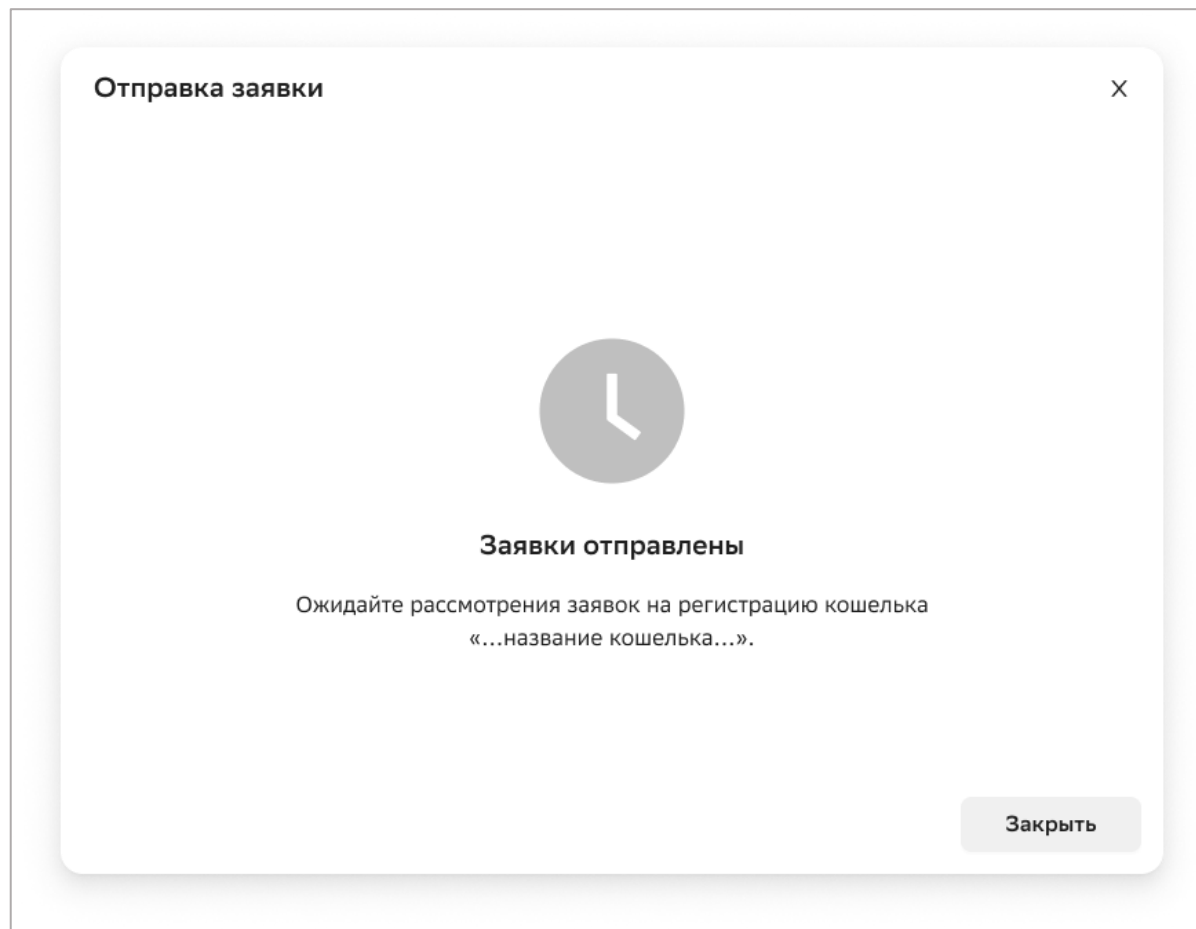 Отправка заявки X
Заявки отправлены
Ожидайте рассмотрения заявок на регистрацию кошелька
«...название кошелька...».
Закрыть